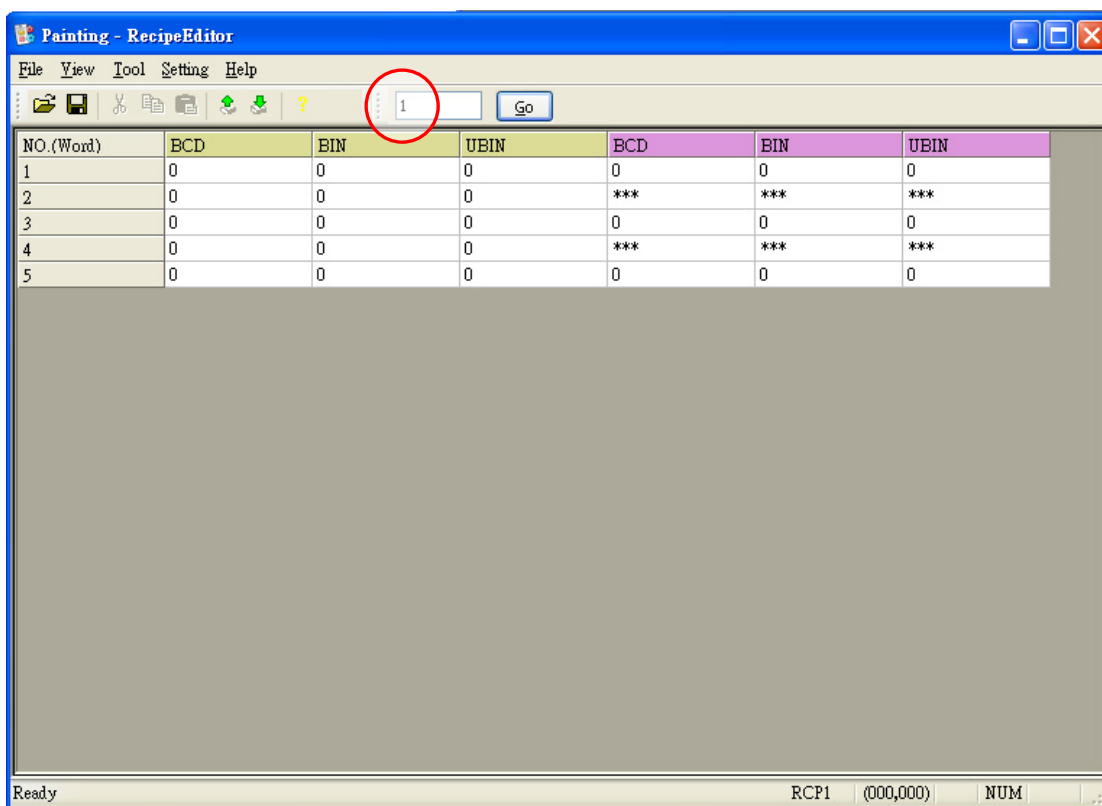 Painting - RecipeEditor
File View Tool Setting Help
? 1 Go
NO.(Word) BCD BIN UBIN BCD BIN UBIN
1 0 0 0 0 0 0
2 0 0 0 *** *** ***
3 0 0 0 0 0 0
4 0 0 0 *** *** ***
5 0 0 0 0 0 0
Ready RCP1 (000,000) NUM